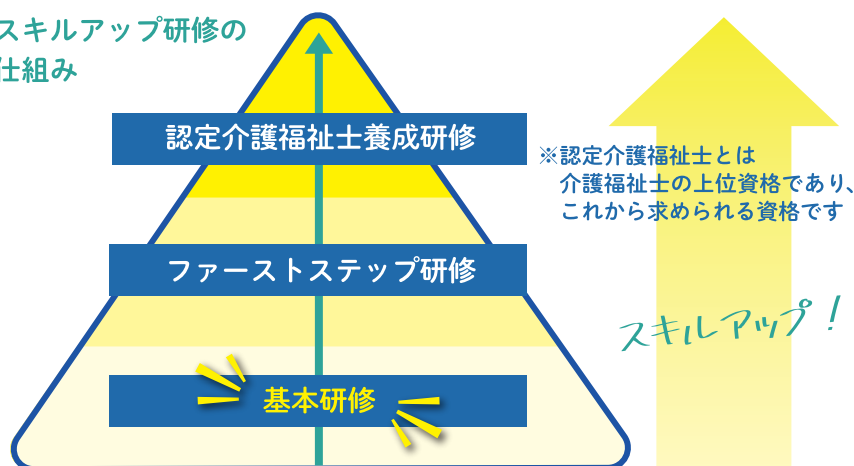 スキルアップ研修の
仕組み
認定介護福祉士養成研修
※認定介護福祉士とは
介護福祉士の上位資格であり、
これから求められる資格です
ファーストステップ研修
スキルアップ！
基本研修